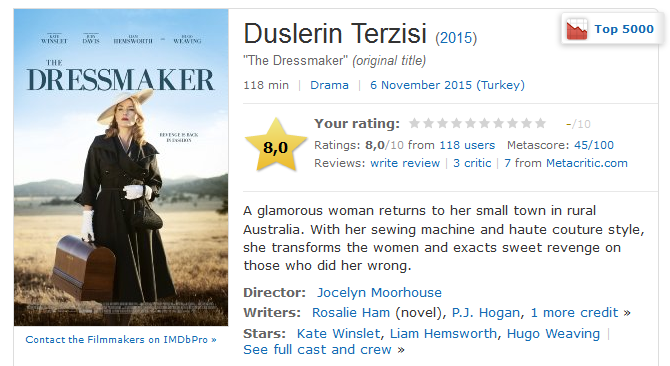 KATE WINSLET JUDY DAVIS LIAM HEMSWORTH HUGO WEAVING
THE
DRESSMAKER
REVENGE IS BACK
IN FASHION
Contact the Filmmakers on IMDbPro »
Duslerin Terzisi (2015)
Top 5000
"The Dressmaker" (original title)
118 min | Drama | 6 November 2015 (Turkey)
8,0
Your rating: -/10
Ratings: 8,0/10 from 118 users Metascore: 45/100
Reviews: write review | 3 critic | 7 from Metacritic.com
A glamorous woman returns to her small town in rural
Australia. With her sewing machine and haute couture style,
she transforms the women and exacts sweet revenge on
those who did her wrong.
Director: Jocelyn Moorhouse
Writers: Rosalie Ham (novel), P.J. Hogan, 1 more credit »
Stars: Kate Winslet, Liam Hemsworth, Hugo Weaving |
See full cast and crew »